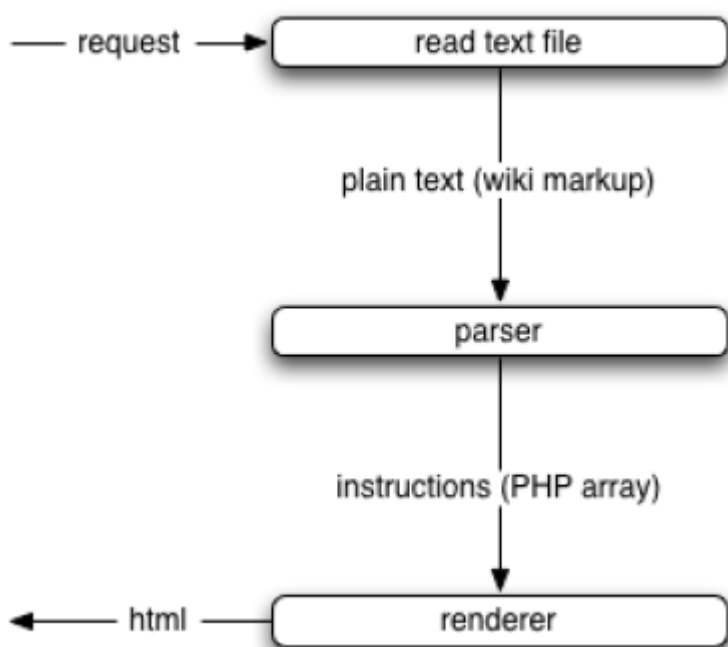 request
read text file
plain text (wiki markup)
parser
instructions (PHP array)
html
renderer